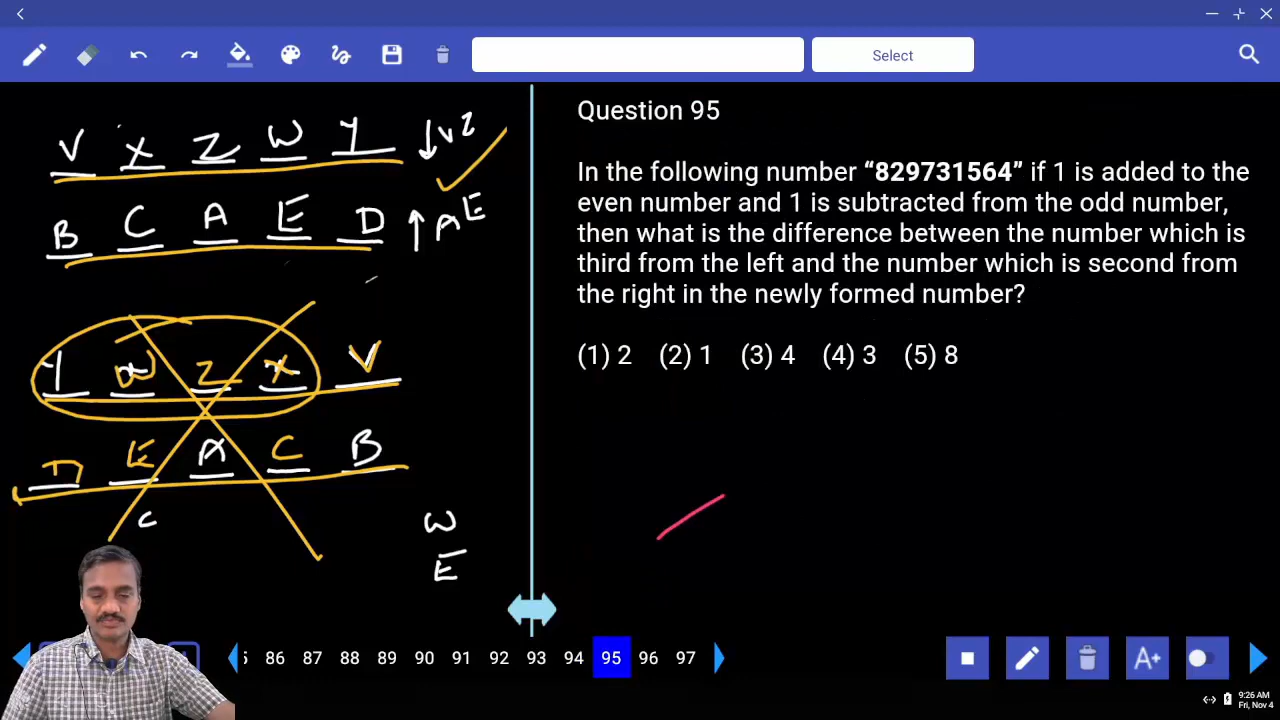 Select
V X Z W Y ↓VZ
B C A E D ↑AE
Y W Z X V
D E A C B
C
W
E
Question 95
In the following number “829731564” if 1 is added to the
even number and 1 is subtracted from the odd number,
then what is the difference between the number which is
third from the left and the number which is second from
the right in the newly formed number?
(1) 2 (2) 1 (3) 4 (4) 3 (5) 8
86 87 88 89 90 91 92 93 94 95 96 97
A+
9:26 AM
Fri, Nov 4